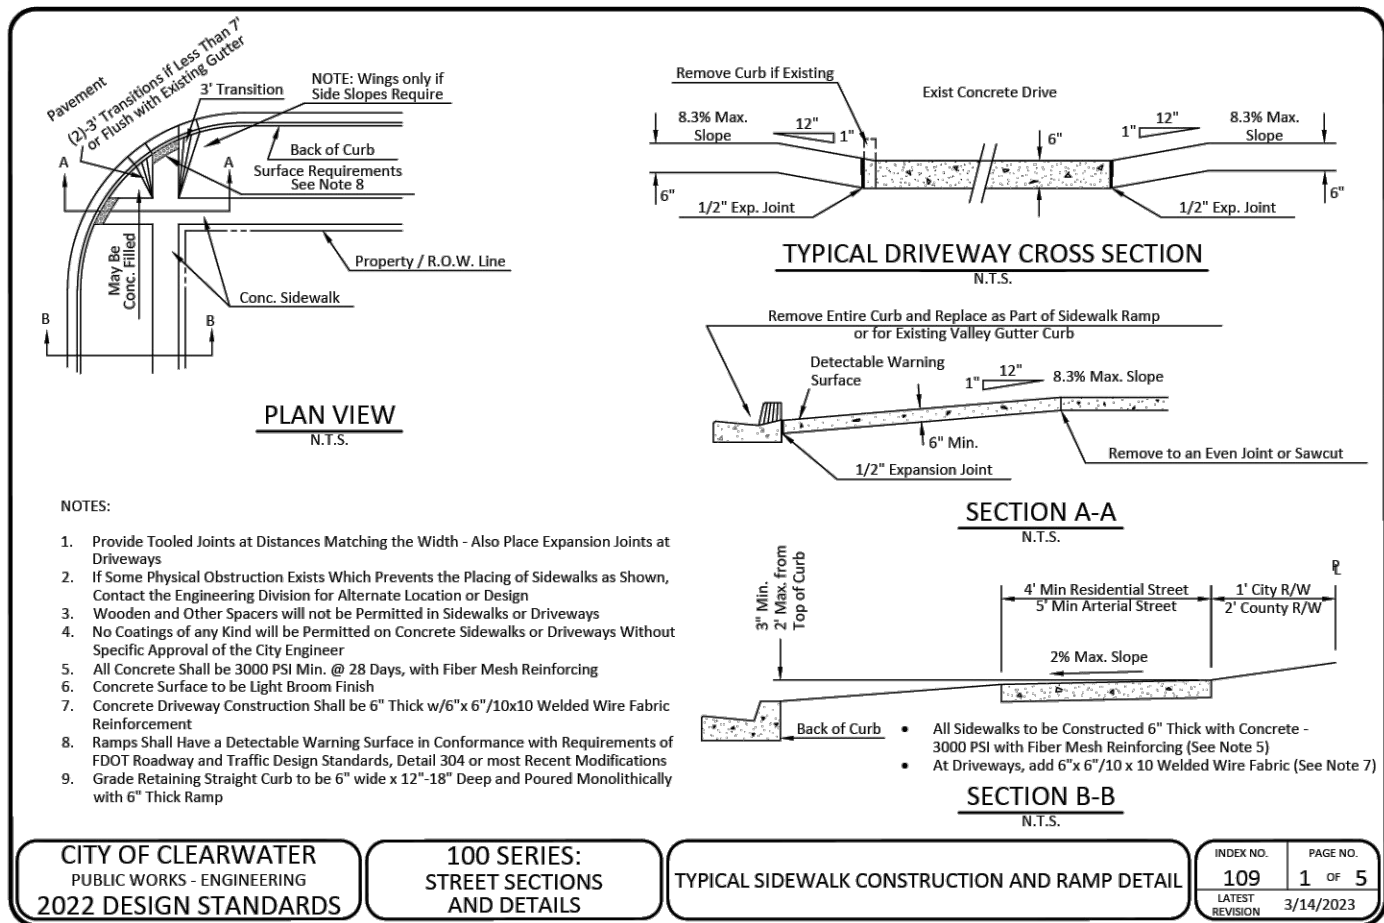 Pavement
(2)-3' Transitions if Less Than 7'
or Flush with Existing Gutter
3' Transition
NOTE: Wings only if
Side Slopes Require
A
A
Back of Curb
Surface Requirements
See Note 8
May Be
Conc. Filled
Property / R.O.W. Line
Conc. Sidewalk
B
B
PLAN VIEW
N.T.S.
Remove Curb if Existing
Exist Concrete Drive
8.3% Max.
Slope
12"
1"
6"
1"
12"
8.3% Max.
Slope
6"
6"
1/2" Exp. Joint
1/2" Exp. Joint
TYPICAL DRIVEWAY CROSS SECTION
N.T.S.
Remove Entire Curb and Replace as Part of Sidewalk Ramp
or for Existing Valley Gutter Curb
Detectable Warning
Surface
1"
12"
8.3% Max. Slope
6" Min.
1/2" Expansion Joint
Remove to an Even Joint or Sawcut
SECTION A-A
N.T.S.
NOTES:
1. Provide Tooled Joints at Distances Matching the Width - Also Place Expansion Joints at
Driveways
2. If Some Physical Obstruction Exists Which Prevents the Placing of Sidewalks as Shown,
Contact the Engineering Division for Alternate Location or Design
3. Wooden and Other Spacers will not be Permitted in Sidewalks or Driveways
4. No Coatings of any Kind will be Permitted on Concrete Sidewalks or Driveways Without
Specific Approval of the City Engineer
5. All Concrete Shall be 3000 PSI Min. @ 28 Days, with Fiber Mesh Reinforcing
6. Concrete Surface to be Light Broom Finish
7. Concrete Driveway Construction Shall be 6" Thick w/6"x 6"/10x10 Welded Wire Fabric
Reinforcement
8. Ramps Shall Have a Detectable Warning Surface in Conformance with Requirements of
FDOT Roadway and Traffic Design Standards, Detail 304 or most Recent Modifications
9. Grade Retaining Straight Curb to be 6" wide x 12"-18" Deep and Poured Monolithically
with 6" Thick Ramp
3" Min.
2' Max. from
Top of Curb
4' Min Residential Street
5' Min Arterial Street
1' City R/W
2' County R/W
PL
2% Max. Slope
Back of Curb
• All Sidewalks to be Constructed 6" Thick with Concrete -
3000 PSI with Fiber Mesh Reinforcing (See Note 5)
• At Driveways, add 6"x 6"/10 x 10 Welded Wire Fabric (See Note 7)
SECTION B-B
N.T.S.
CITY OF CLEARWATER
PUBLIC WORKS - ENGINEERING
2022 DESIGN STANDARDS
100 SERIES:
STREET SECTIONS
AND DETAILS
TYPICAL SIDEWALK CONSTRUCTION AND RAMP DETAIL
INDEX NO.
109
PAGE NO.
1 OF 5
LATEST
REVISION
3/14/2023